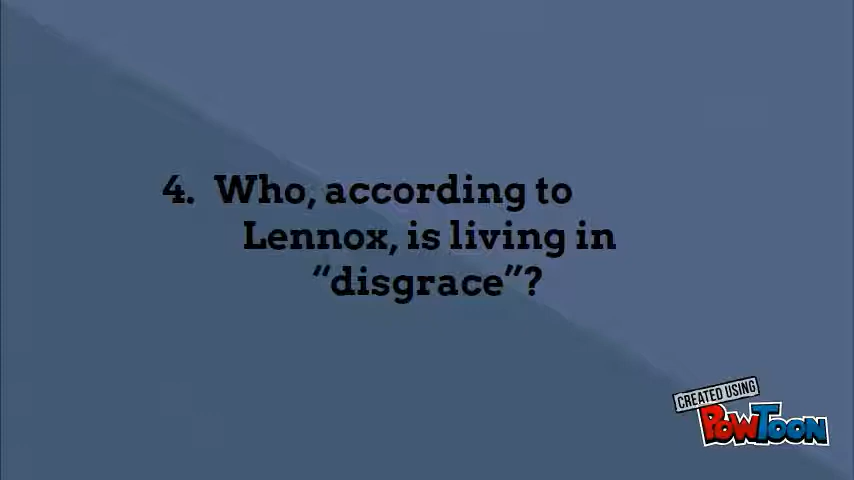 4. Who, according to
Lennox, is living in
“disgrace”?
CREATED USING
POWTOON